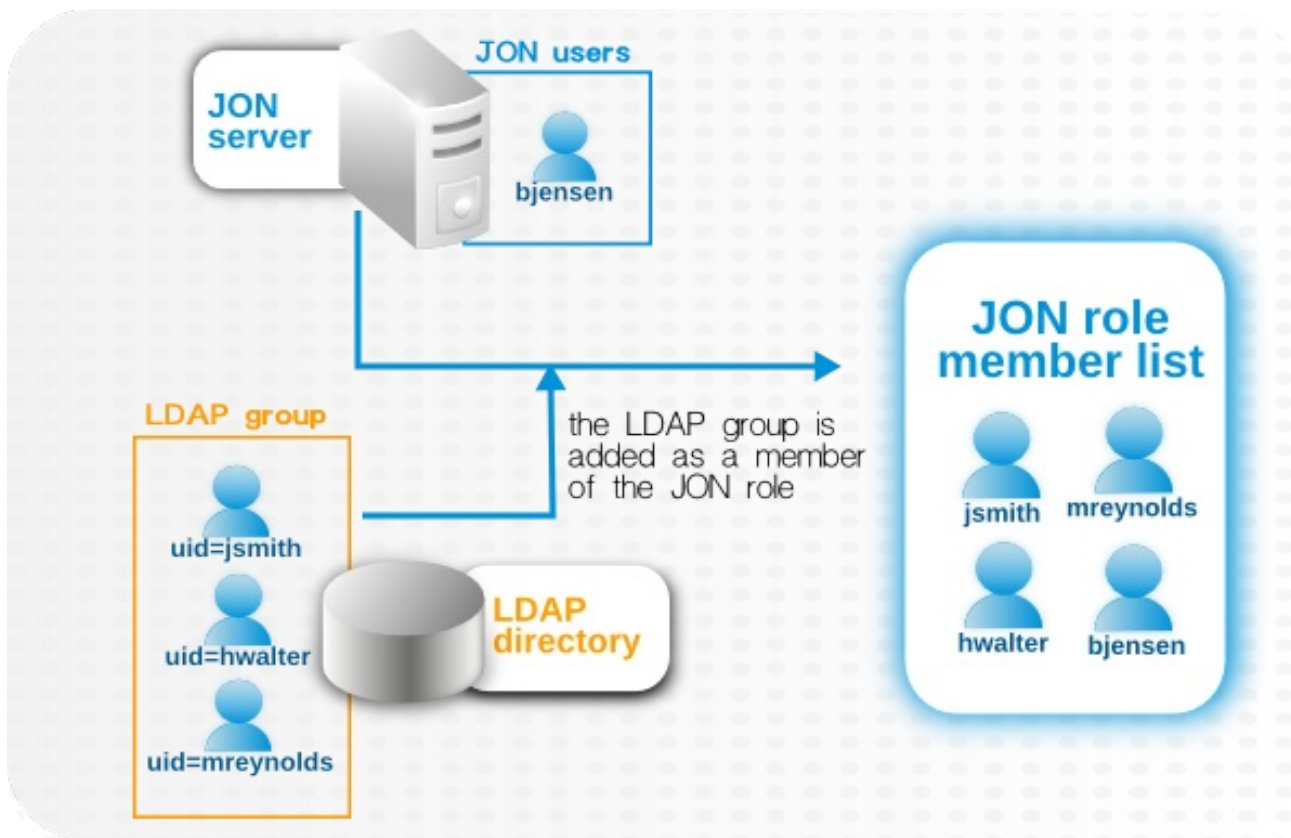 JON users
JON
server
bjensen
LDAP group
uid=jsmith
uid=hwalter
uid=mreynolds
LDAP
directory
the LDAP group is
added as a member
of the JON role
JON role
member list
jsmith
mreynolds
hwalter
bjensen